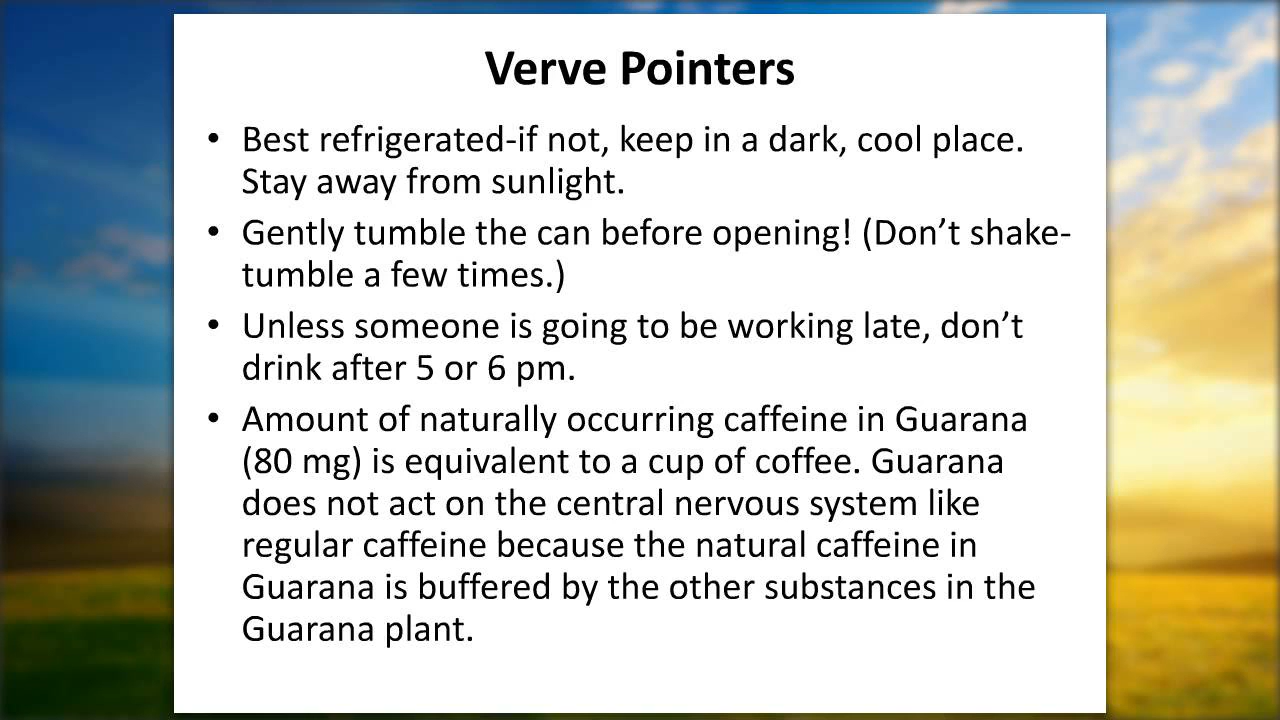 Verve Pointers
• Best refrigerated-if not, keep in a dark, cool place.
Stay away from sunlight.
• Gently tumble the can before opening! (Don’t shake-
tumble a few times.)
• Unless someone is going to be working late, don’t
drink after 5 or 6 pm.
• Amount of naturally occurring caffeine in Guarana
(80 mg) is equivalent to a cup of coffee. Guarana
does not act on the central nervous system like
regular caffeine because the natural caffeine in
Guarana is buffered by the other substances in the
Guarana plant.